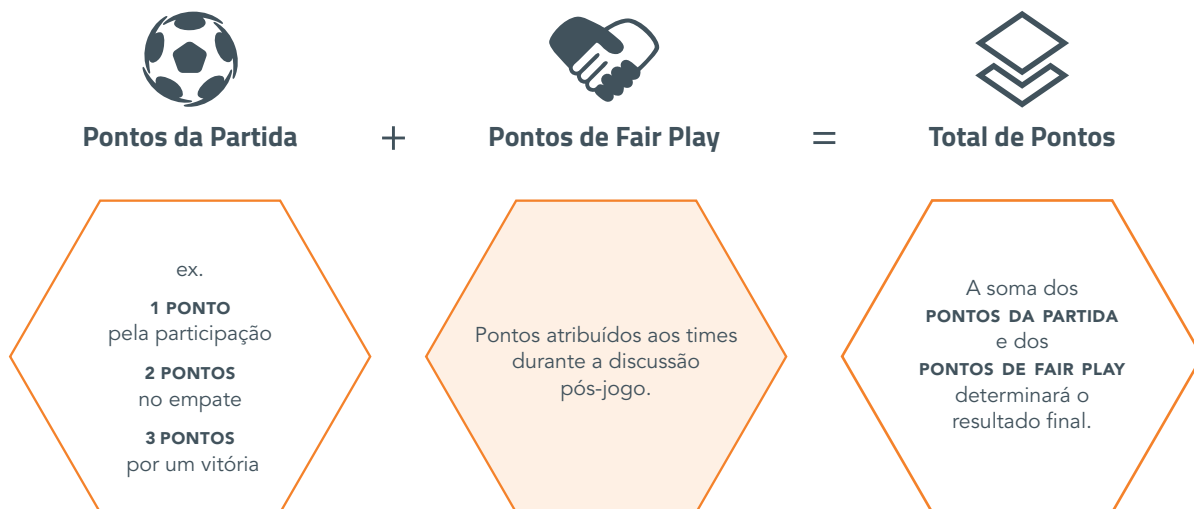 Pontos da Partida + Pontos de Fair Play = Total de Pontos
ex.
1 PONTO
pela participação
2 PONTOS
no empate
3 PONTOS
por um vitória
Pontos atribuídos aos times
durante a discussão
pós-jogo.
A soma dos
PONTOS DA PARTIDA
e dos
PONTOS DE FAIR PLAY
determinará o
resultado final.